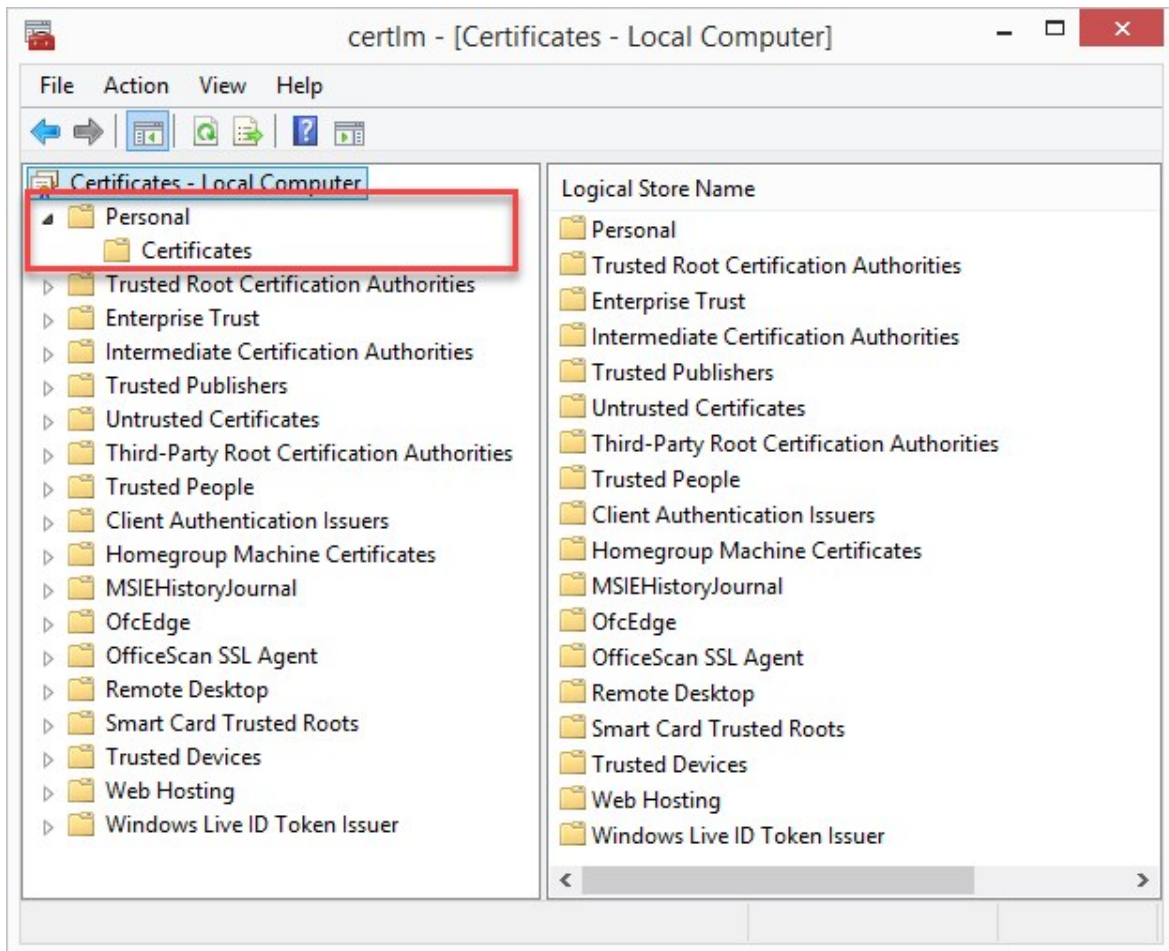 certlm - [Certificates - Local Computer]
File Action View Help
Certificates - Local Computer
Personal
Certificates
Trusted Root Certification Authorities
Enterprise Trust
Intermediate Certification Authorities
Trusted Publishers
Untrusted Certificates
Third-Party Root Certification Authorities
Trusted People
Client Authentication Issuers
Homegroup Machine Certificates
MSIEHistoryJournal
OfcEdge
OfficeScan SSL Agent
Remote Desktop
Smart Card Trusted Roots
Trusted Devices
Web Hosting
Windows Live ID Token Issuer
Logical Store Name
Personal
Trusted Root Certification Authorities
Enterprise Trust
Intermediate Certification Authorities
Trusted Publishers
Untrusted Certificates
Third-Party Root Certification Authorities
Trusted People
Client Authentication Issuers
Homegroup Machine Certificates
MSIEHistoryJournal
OfcEdge
OfficeScan SSL Agent
Remote Desktop
Smart Card Trusted Roots
Trusted Devices
Web Hosting
Windows Live ID Token Issuer